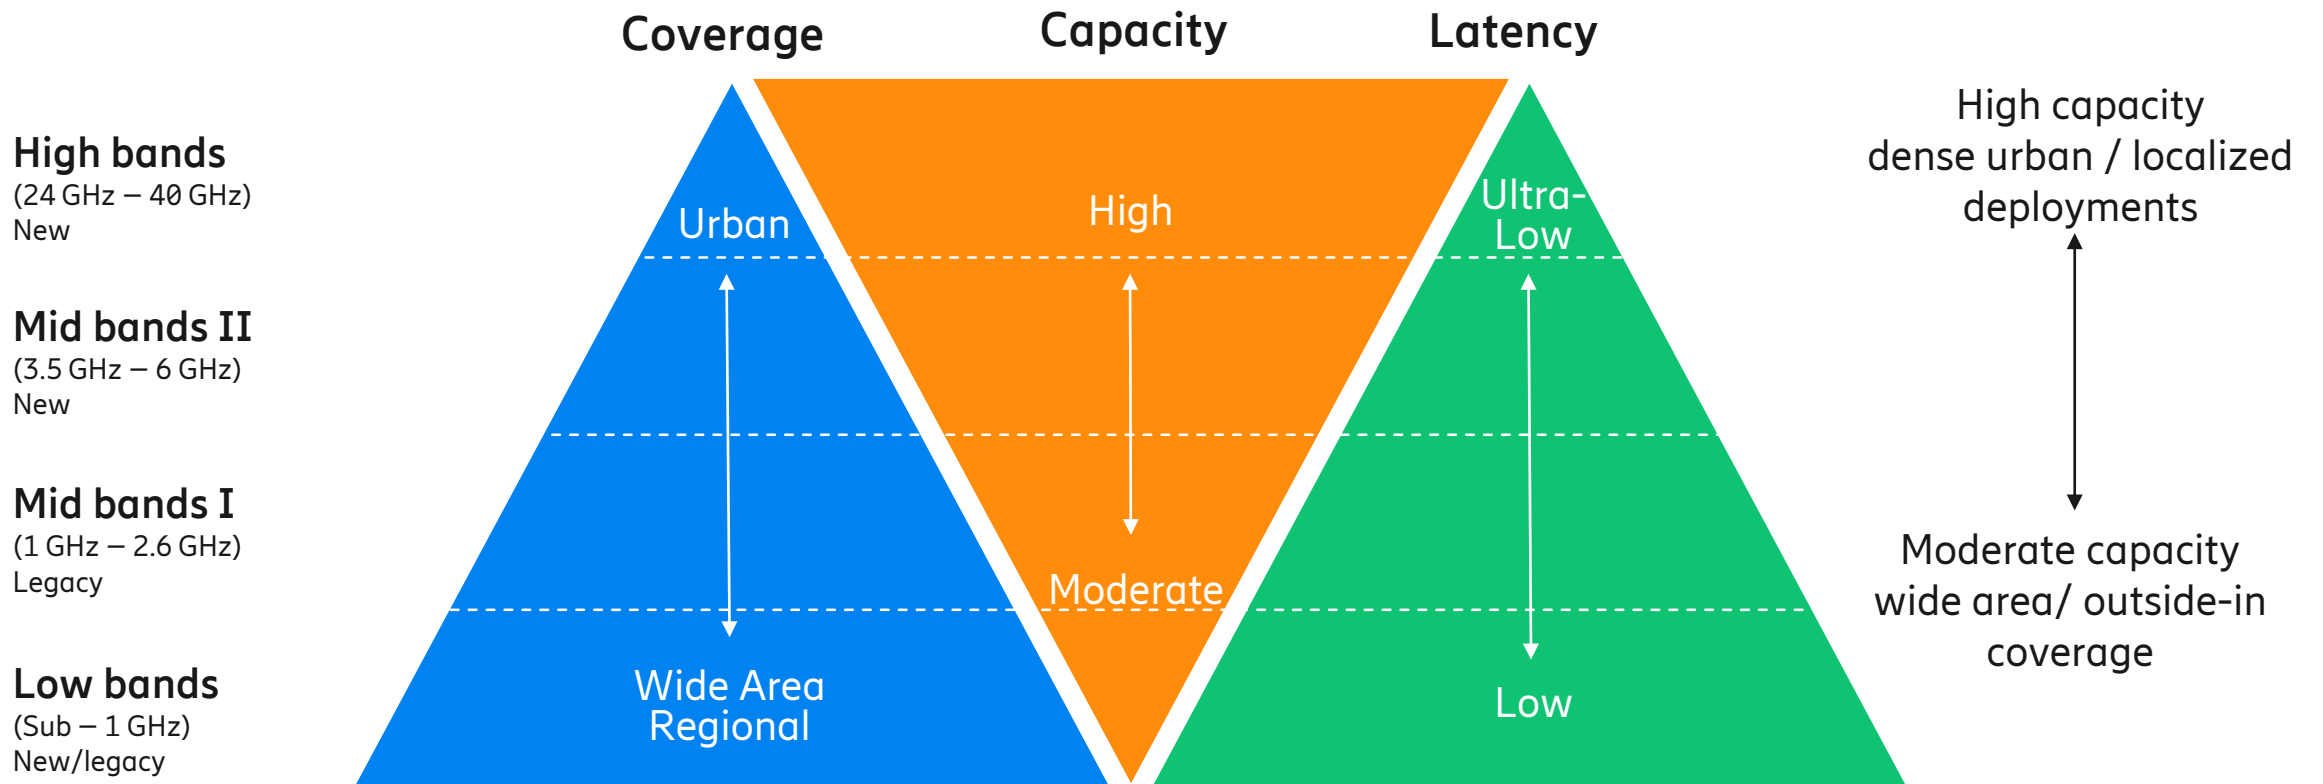 Coverage
Capacity
Latency
High bands
(24 GHz – 40 GHz)
New
Mid bands II
(3.5 GHz – 6 GHz)
New
Mid bands I
(1 GHz – 2.6 GHz)
Legacy
Low bands
(Sub – 1 GHz)
New/legacy
Urban
Wide Area
Regional
High
Moderate
Ultra-
Low
Low
High capacity
dense urban / localized
deployments
Moderate capacity
wide area/ outside-in
coverage